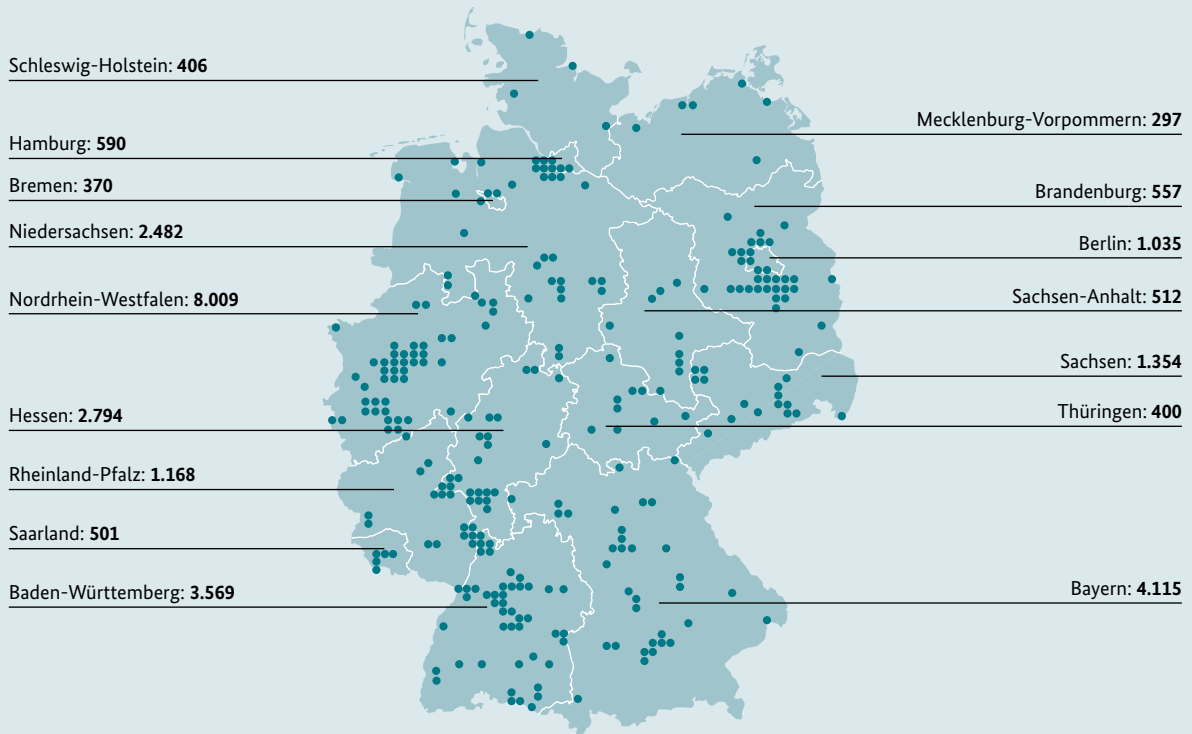 Schleswig-Holstein: 406
Hamburg: 590
Bremen: 370
Niedersachsen: 2.482
Nordrhein-Westfalen: 8.009
Hessen: 2.794
Rheinland-Pfalz: 1.168
Saarland: 501
Baden-Württemberg: 3.569
Mecklenburg-Vorpommern: 297
Brandenburg: 557
Berlin: 1.035
Sachsen-Anhalt: 512
Sachsen: 1.354
Thüringen: 400
Bayern: 4.115